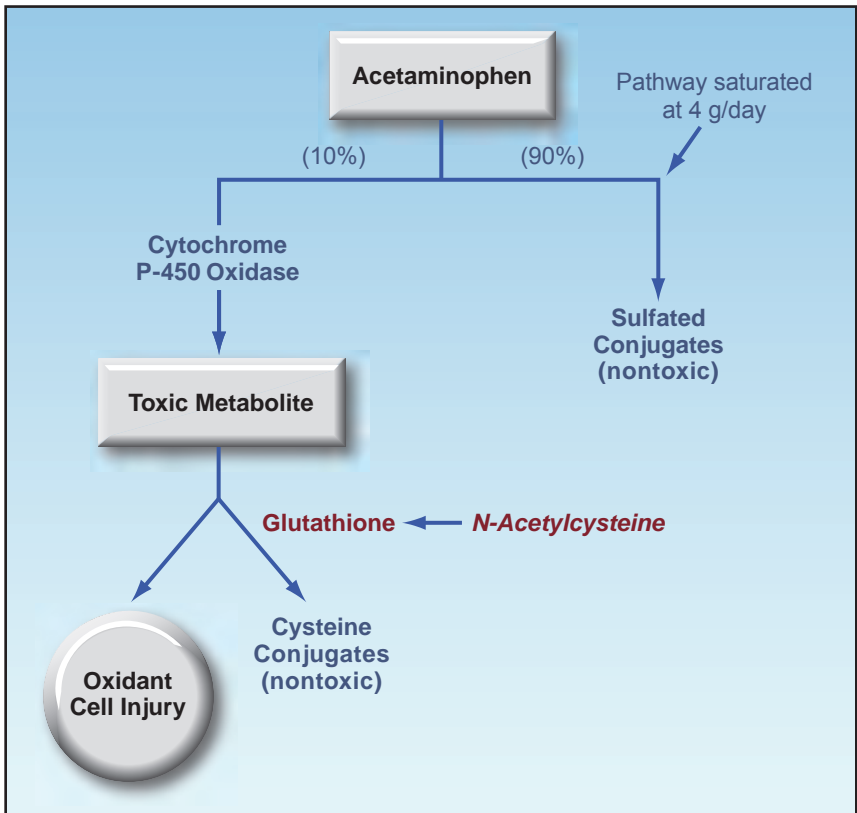 Acetaminophen
Pathway saturated
at 4 g/day
(10%)
(90%)
Cytochrome
P-450 Oxidase
Sulfated
Conjugates
(nontoxic)
Toxic Metabolite
Glutathione
N-Acetylcysteine
Cysteine
Conjugates
(nontoxic)
Oxidant
Cell Injury